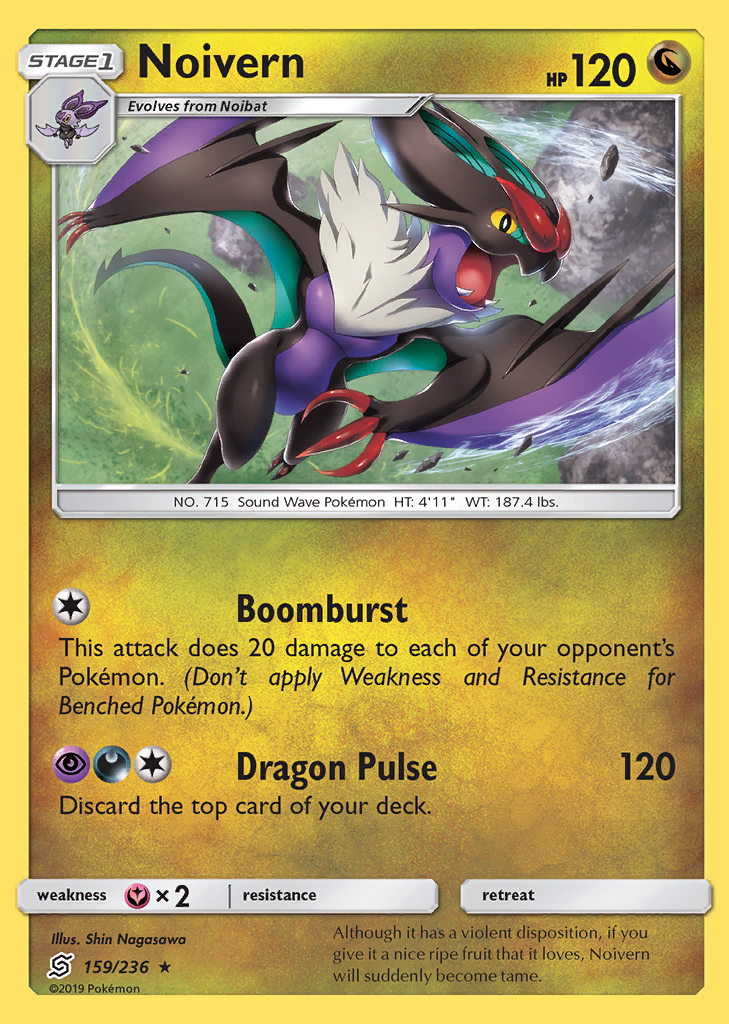 STAGE1
Noivern
HP 120
Evolves from Noibat
NO. 715 Sound Wave Pokémon HT: 4'11" WT: 187.4 lbs.
Boomburst
This attack does 20 damage to each of your opponent's
Pokémon. (Don't apply Weakness and Resistance for
Benched Pokémon.)
Dragon Pulse 120
Discard the top card of your deck.
weakness × 2 resistance retreat
Illus. Shin Nagasawa
159/236 ★
©2019 Pokémon
Although it has a violent disposition, if you
give it a nice ripe fruit that it loves, Noivern
will suddenly become tame.